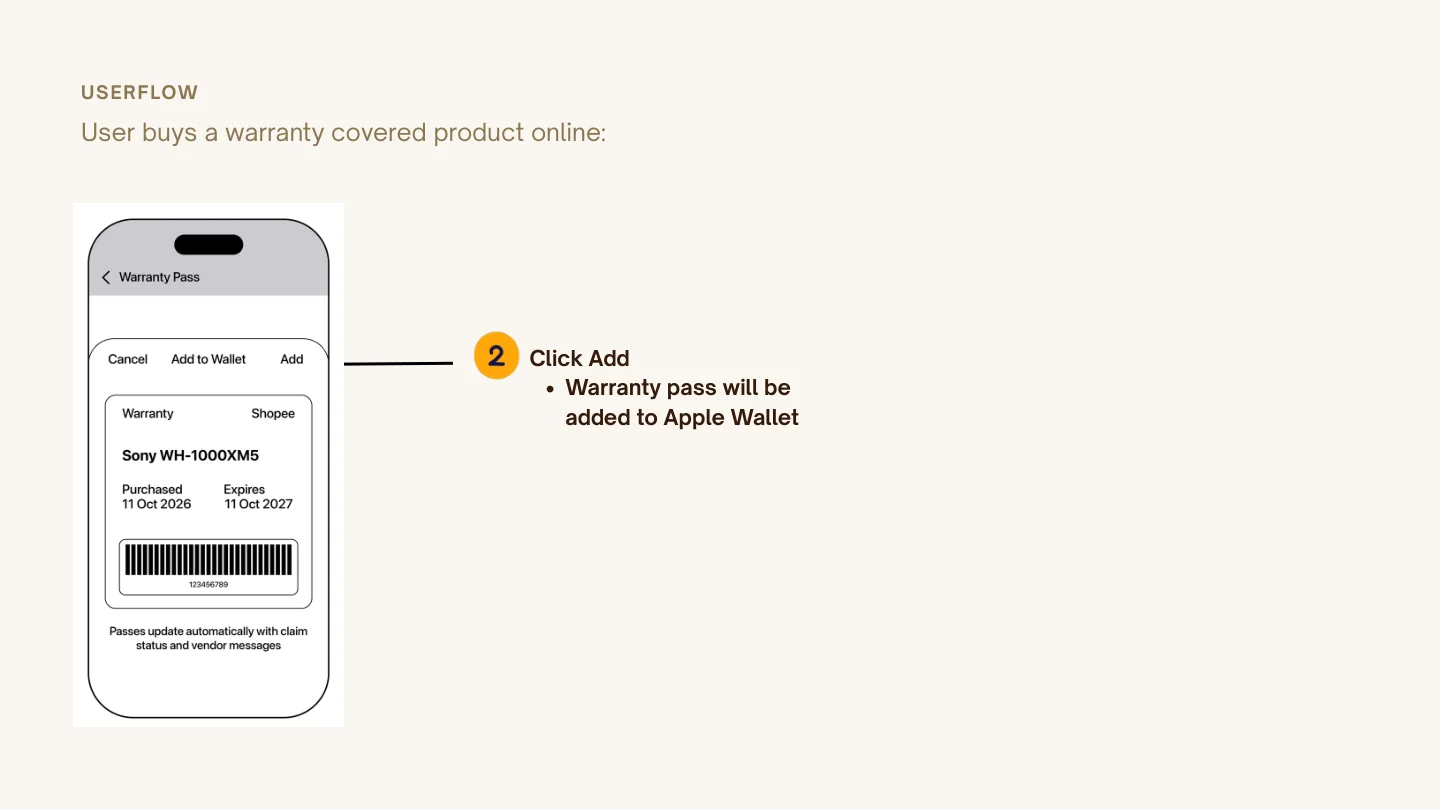 USERFLOW
User buys a warranty covered product online:
Warranty Pass
Cancel Add to Wallet Add
Warranty Shopee
Sony WH-1000XM5
Purchased Expires
11 Oct 2026 11 Oct 2027
123456789
Passes update automatically with claim
status and vendor messages
2 Click Add
• Warranty pass will be
added to Apple Wallet